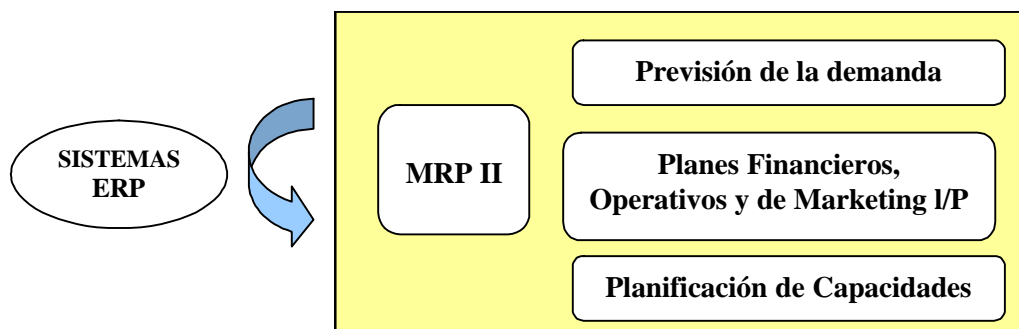 SISTEMAS
ERP
MRP II
Previsión de la demanda
Planes Financieros,
Operativos y de Marketing l/P
Planificación de Capacidades